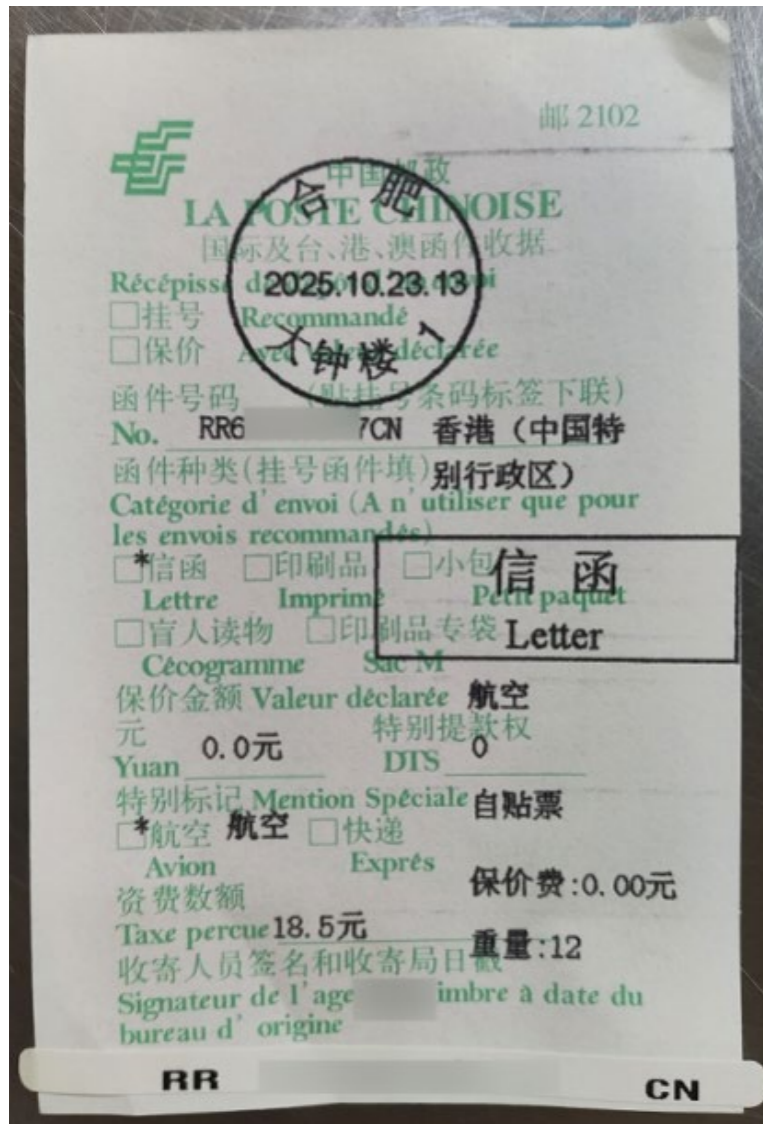 邮 2102
中国邮政
LA POSTE CHINOISE
国际及台、港、澳函件收据
合肥
2025.10.23.13
大钟楼 1
Récépissé d envoi
□挂号 Recommandé
□保价 Avec valeur déclarée
函件号码 (贴挂号条码标签下联)
No. RR6 7CN 香港（中国特
别行政区）
函件种类(挂号函件填)
Catégorie d'envoi (A n'utiliser que pour
les envois recommandés)
□*信函 □印刷品 □小包
Lettre Imprimé Petit paquet
信函
Letter
□盲人读物 □印刷品专袋
Cécogramme Sac M
保价金额 Valeur déclarée 航空
元 特别提款权
Yuan 0.0元 DTS 0
特别标记 Mention Spéciale 自贴票
□*航空 航空 □快递
Avion Exprés
保价费:0.00元
资费数额
Taxe percue 18.5元
重量:12
收寄人员签名和收寄局日戳
Signateur de l'age imbre à date du
bureau d'origine
RR CN